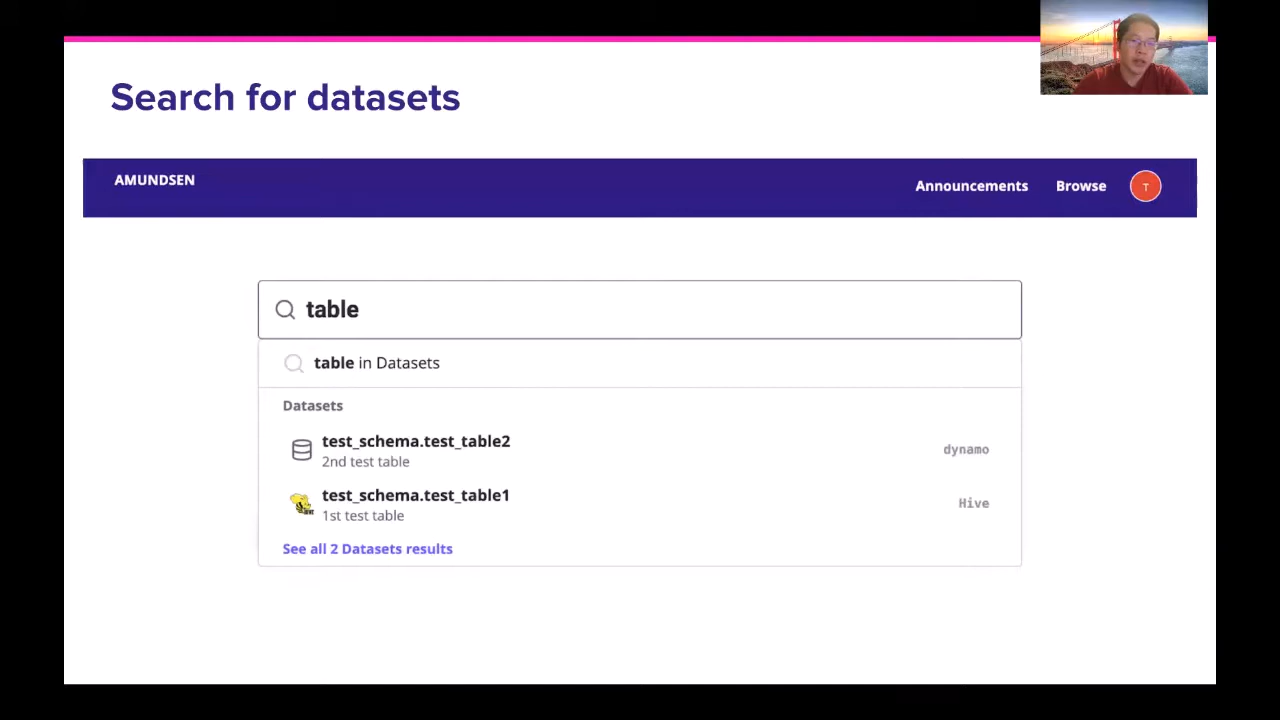 Search for datasets
AMUNDSEN
Announcements
Browse
T
table
table in Datasets
Datasets
test_schema.test_table2
2nd test table
dynamo
test_schema.test_table1
1st test table
Hive
See all 2 Datasets results